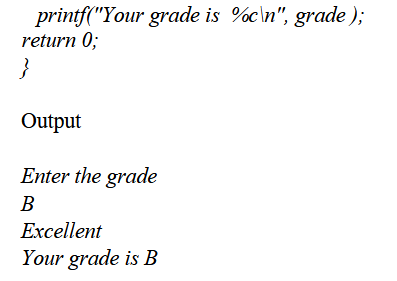 printf("Your grade is  %c\n", grade );
return 0;
}
Output
Enter the grade
B
Excellent
Your grade is B